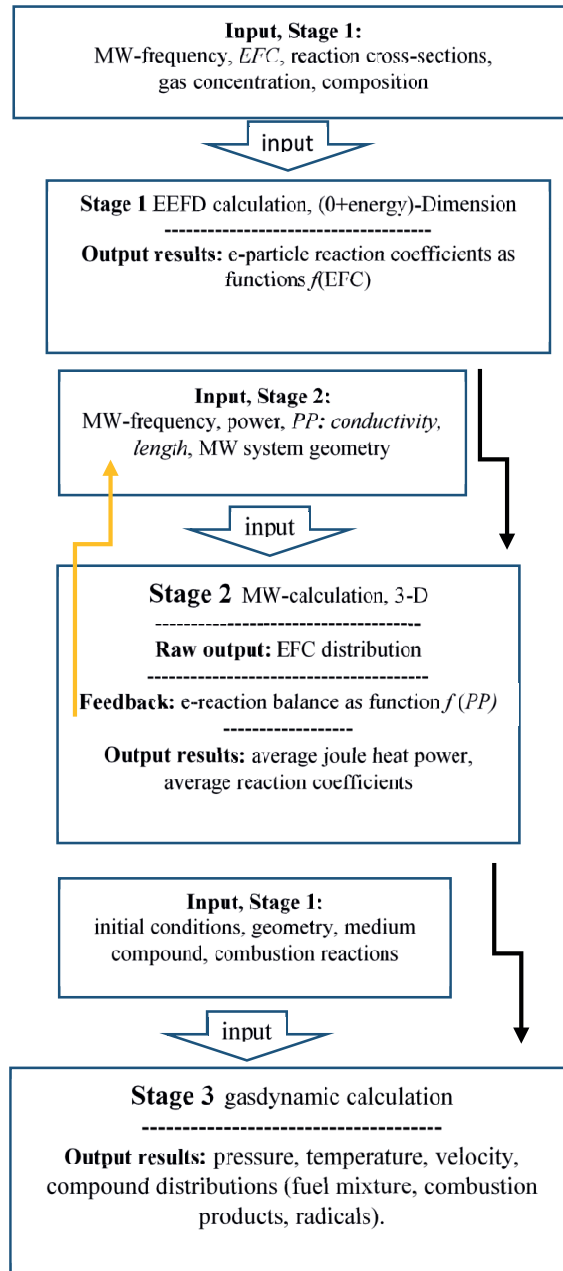 Input, Stage 1:
MW-frequency, EFC, reaction cross-sections,
gas concentration, composition
input
Stage 1 EEFD calculation, (0+energy)-Dimension
------------------------------------
Output results: e-particle reaction coefficients as
functions f(EFC)
Input, Stage 2:
MW-frequency, power, PP: conductivity,
length, MW system geometry
input
Stage 2 MW-calculation, 3-D
------------------------------------
Raw output: EFC distribution
--------------------------------------
Feedback: e-reaction balance as function f (PP)
------------------
Output results: average joule heat power,
average reaction coefficients
Input, Stage 1:
initial conditions, geometry, medium
compound, combustion reactions
input
Stage 3 gasdynamic calculation
-------------------------------------
Output results: pressure, temperature, velocity,
compound distributions (fuel mixture, combustion
products, radicals).